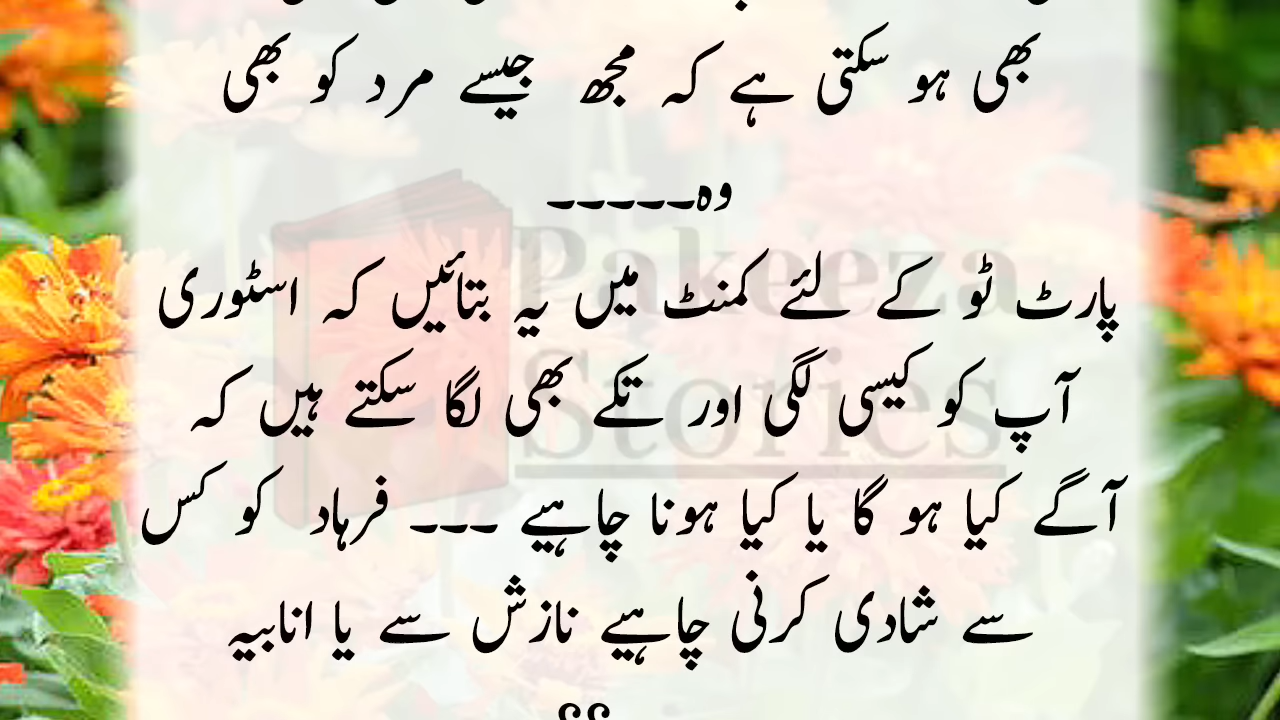 بھی ہو سکتی ہے کہ مجھ جیسے مرد کو بھی
وہ۔۔۔۔۔
Pakeeza
پارٹ ٹو کے لئے کمنٹ میں یہ بتائیں کہ اسٹوری
Stories
آپ کو کیسی لگی اور تکے بھی لگا سکتے ہیں کہ
آگے کیا ہو گا یا کیا ہونا چاہیے ۔۔۔ فرہاد کو کس
سے شادی کرنی چاہیے نازش سے یا انابیہ